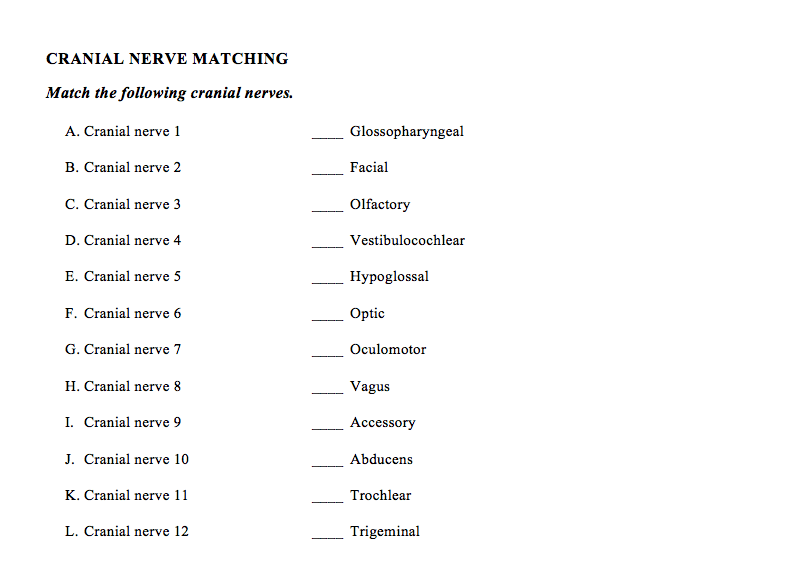 CRANIAL NERVE MATCHING
Match the following cranial nerves.
A. Cranial nerve 1 ____ Glossopharyngeal
B. Cranial nerve 2 ____ Facial
C. Cranial nerve 3 ____ Olfactory
D. Cranial nerve 4 ____ Vestibulocochlear
E. Cranial nerve 5 ____ Hypoglossal
F. Cranial nerve 6 ____ Optic
G. Cranial nerve 7 ____ Oculomotor
H. Cranial nerve 8 ____ Vagus
I. Cranial nerve 9 ____ Accessory
J. Cranial nerve 10 ____ Abducens
K. Cranial nerve 11 ____ Trochlear
L. Cranial nerve 12 ____ Trigeminal